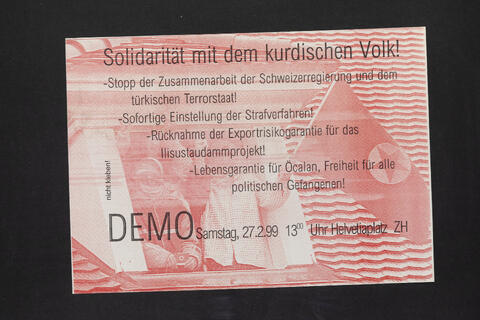 Solidarität mit dem kurdischen Volk!
-Stopp der Zusammenarbeit der Schweizerregierung und dem
türkischen Terrorstaat!
-Sofortige Einstellung der Strafverfahren!
-Rücknahme der Exportrisikogarantie für das
Ilisustaudammprojekt!
-Lebensgarantie für Öcalan, Freiheit für alle
politischen Gefangenen!
nicht kleben!
DEMO Samstag, 27.2.99 13⁰⁰ Uhr Helvetiaplatz ZH